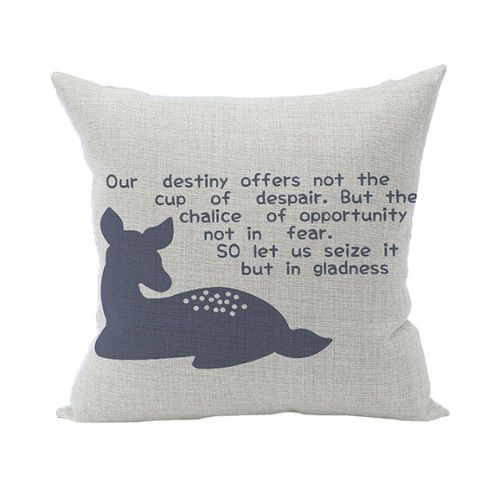 Our destiny offers not the
cup of despair. But the
chalice of opportunity
not in fear.
SO let us seize it
but in gladness